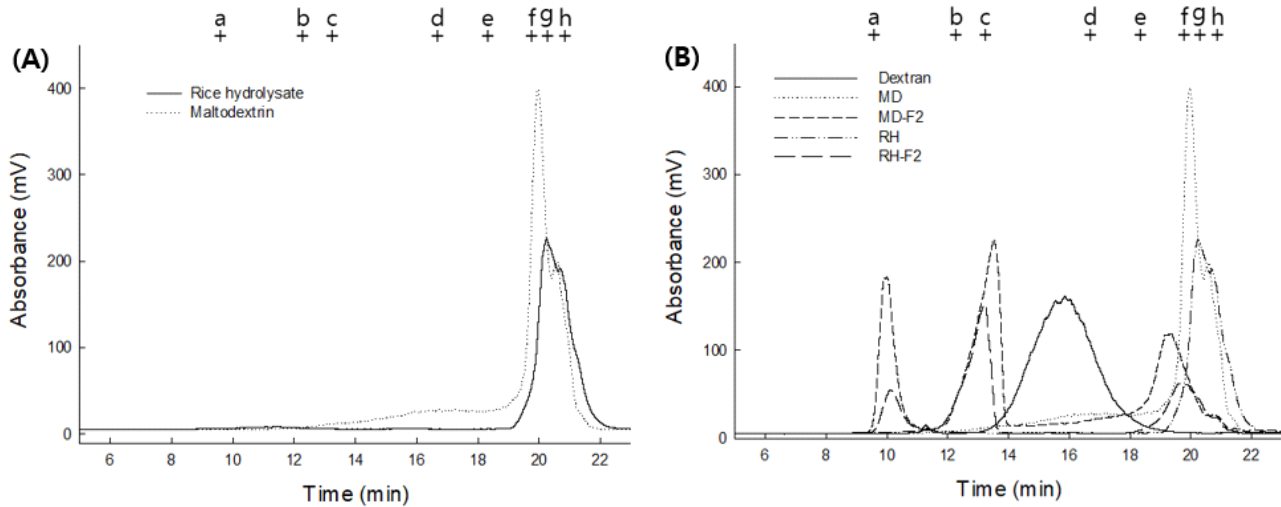 a b c d e f g h
+ + + + + + + +
(A)
Rice hydrolysate
Maltodextrin
400
300
200
100
0
Absorbance (mV)
6 8 10 12 14 16 18 20 22
Time (min)
a b c d e f g h
+ + + + + + + +
(B)
Dextran
MD
MD-F2
RH
RH-F2
400
300
200
100
0
Absorbance (mV)
6 8 10 12 14 16 18 20 22
Time (min)